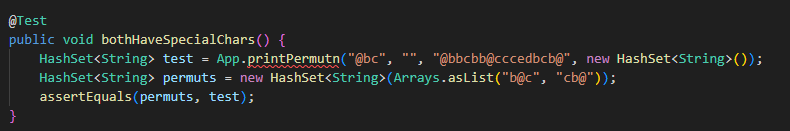 @Test
public void bothHaveSpecialChars() {
HashSet<String> test = App.printPermutn("@bc", "", "@bbcbb@cccedbcb@", new HashSet<String>());
HashSet<String> permuts = new HashSet<String>(Arrays.asList("b@c", "cb@"));
assertEquals(permuts, test);
}